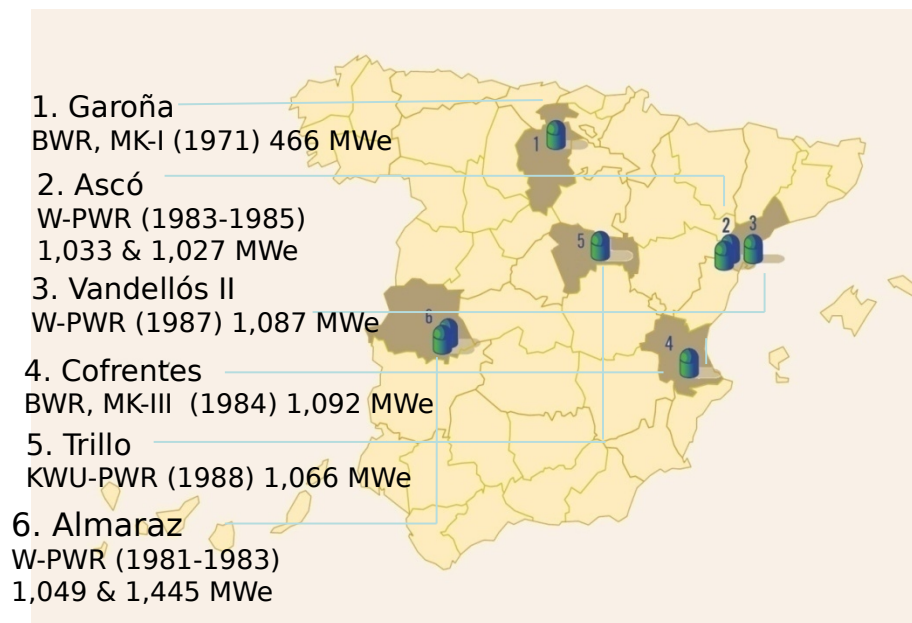 1. Garoña
BWR, MK-I (1971) 466 MWe
2. Ascó
W-PWR (1983-1985)
1,033 & 1,027 MWe
3. Vandellós II
W-PWR (1987) 1,087 MWe
4. Cofrentes
BWR, MK-III (1984) 1,092 MWe
5. Trillo
KWU-PWR (1988) 1,066 MWe
6. Almaraz
W-PWR (1981-1983)
1,049 & 1,445 MWe
1
2
3
5
6
4